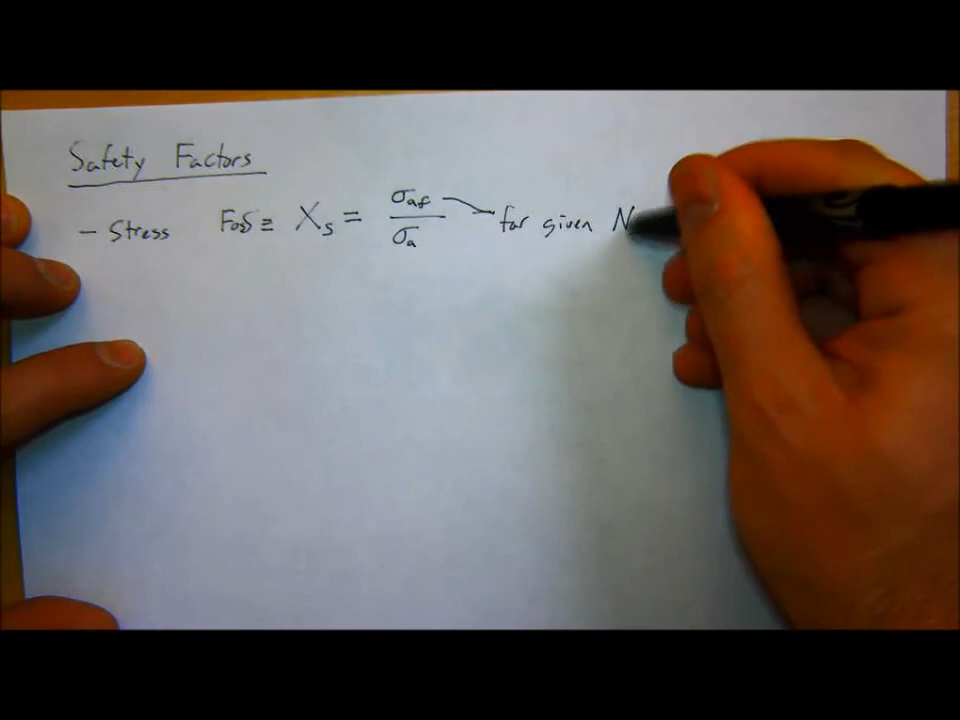 Safety Factors
- Stress FoS ≡ Xs = σaf / σa for given N